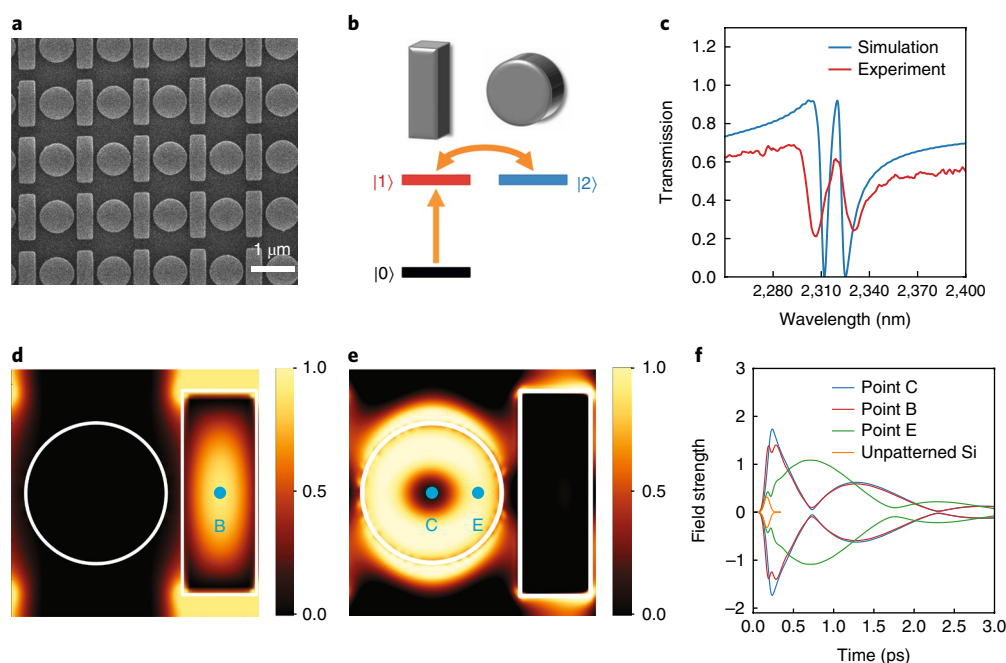 a
1 μm
b
|1⟩
|2⟩
|0⟩
c
1.2
1.0
0.8
0.6
0.4
0.2
0.0
Transmission
Simulation
Experiment
2,280
2,310
2,340
2,370
2,400
Wavelength (nm)
d
B
1.0
0.5
0.0
e
C
E
1.0
0.5
0.0
f
3
2
1
0
−1
−2
Field strength
Point C
Point B
Point E
Unpatterned Si
0.0
0.5
1.0
1.5
2.0
2.5
3.0
Time (ps)